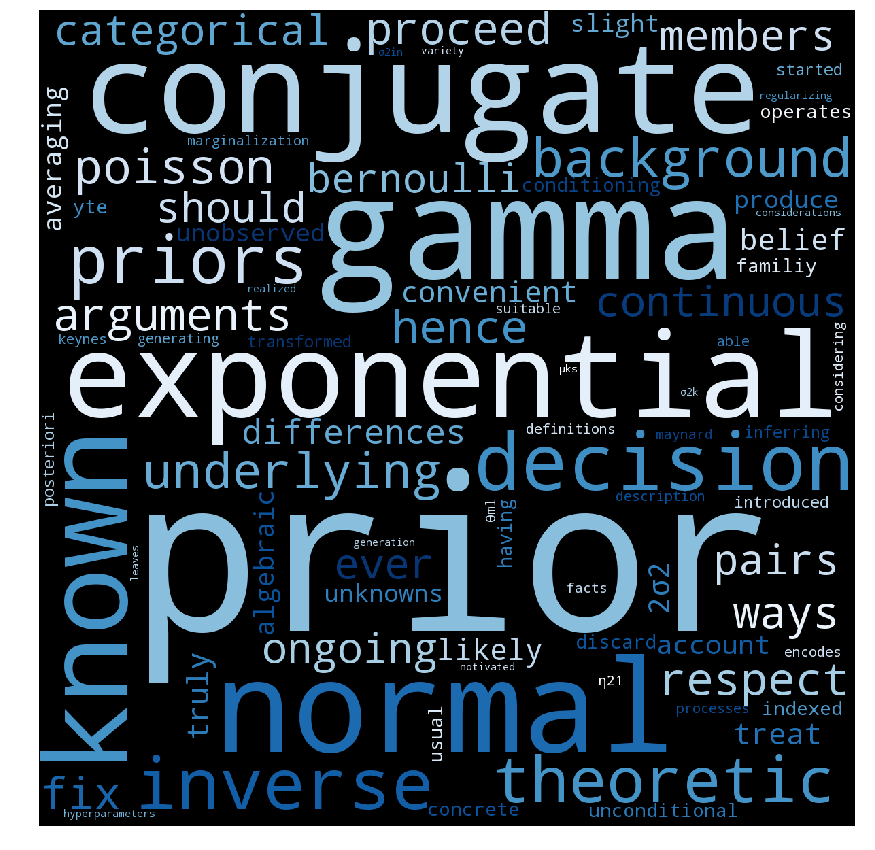 categorical proceed slight members
σ2in variety
conjugate
started
regularizing
operates
averaging
marginalization
poisson
bernoulli
background
conditioning
yte
should
unobserved
gamma
produce
considerations
belief
familiy
priors
realized
convenient
suitable
continuous
arguments
hence
keynes generating transformed
able
considering
exponential
μks
σ2k
posteriori
known
differences
definitions
maynard inferring
underlying
decision
description
introduced
algebraic
prior
θml
having
leaves
generation
ever
unknowns
facts
2σ2
pairs
ways
ongoing likely
discard account
encodes
notivated
truly
normal
η21
respect
processes indexed
usual
treat
fix inverse
theoretic
hyperparameters
concrete
unconditional